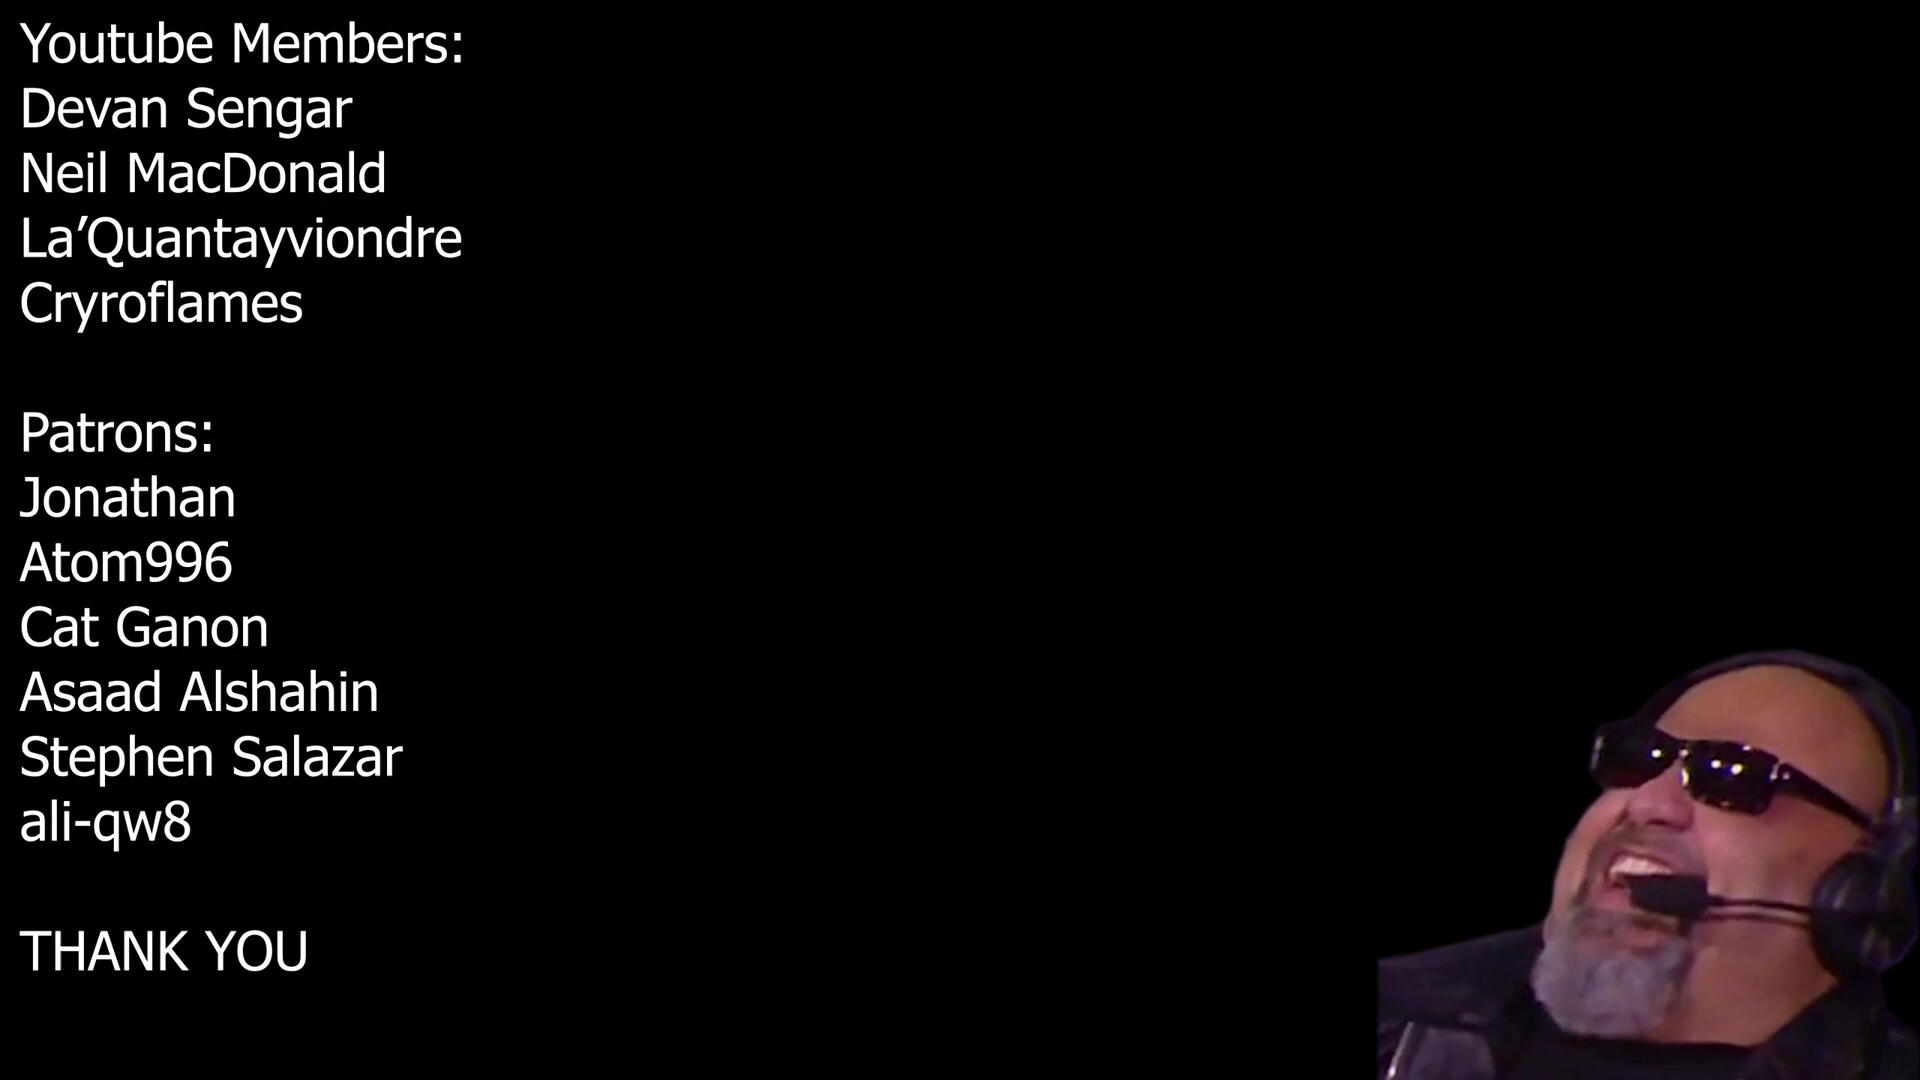 Youtube Members:
Devan Sengar
Neil MacDonald
La’Quantayviondre
Cryroflames
Patrons:
Jonathan
Atom996
Cat Ganon
Asaad Alshahin
Stephen Salazar
ali-qw8
THANK YOU